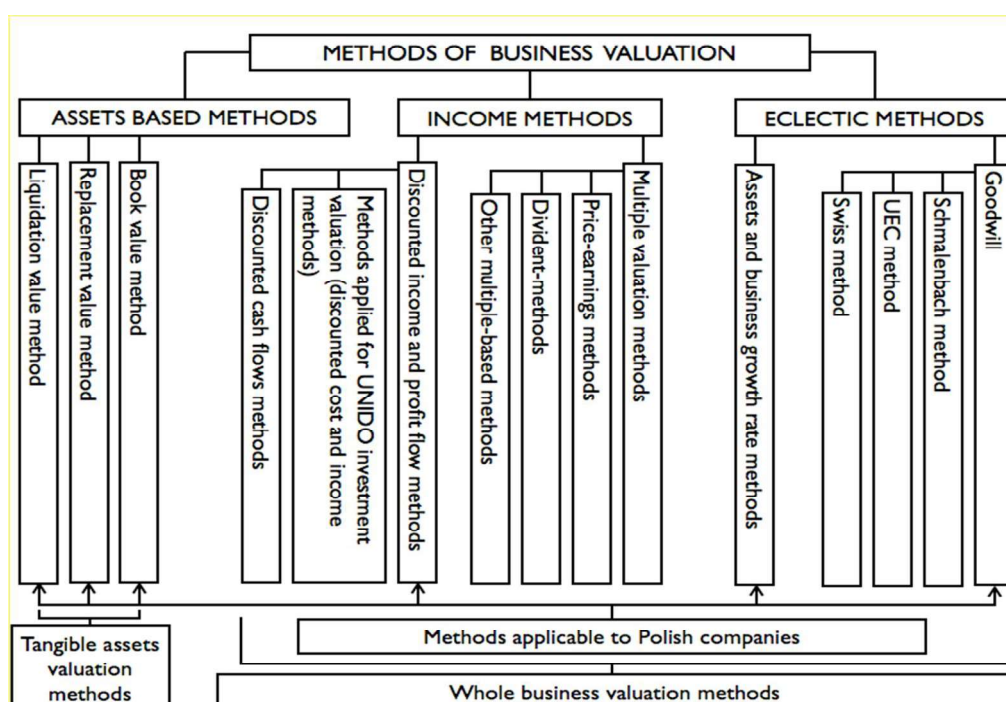 METHODS OF BUSINESS VALUATION
ASSETS BASED METHODS
INCOME METHODS
ECLECTIC METHODS
Liquidation value method
Replacement value method
Book value method
Discounted cash flows methods
Methods applied for UNIDO investment
valuation (discounted cost and income
methods)
Discounted income and profit flow methods
Other multiple-based methods
Divident-methods
Price-earnings methods
Multiple valuation methods
Assets and business growth rate methods
Swiss method
UEC method
Schmalenbach method
Goodwill
Tangible assets
valuation
methods
Methods applicable to Polish companies
Whole business valuation methods